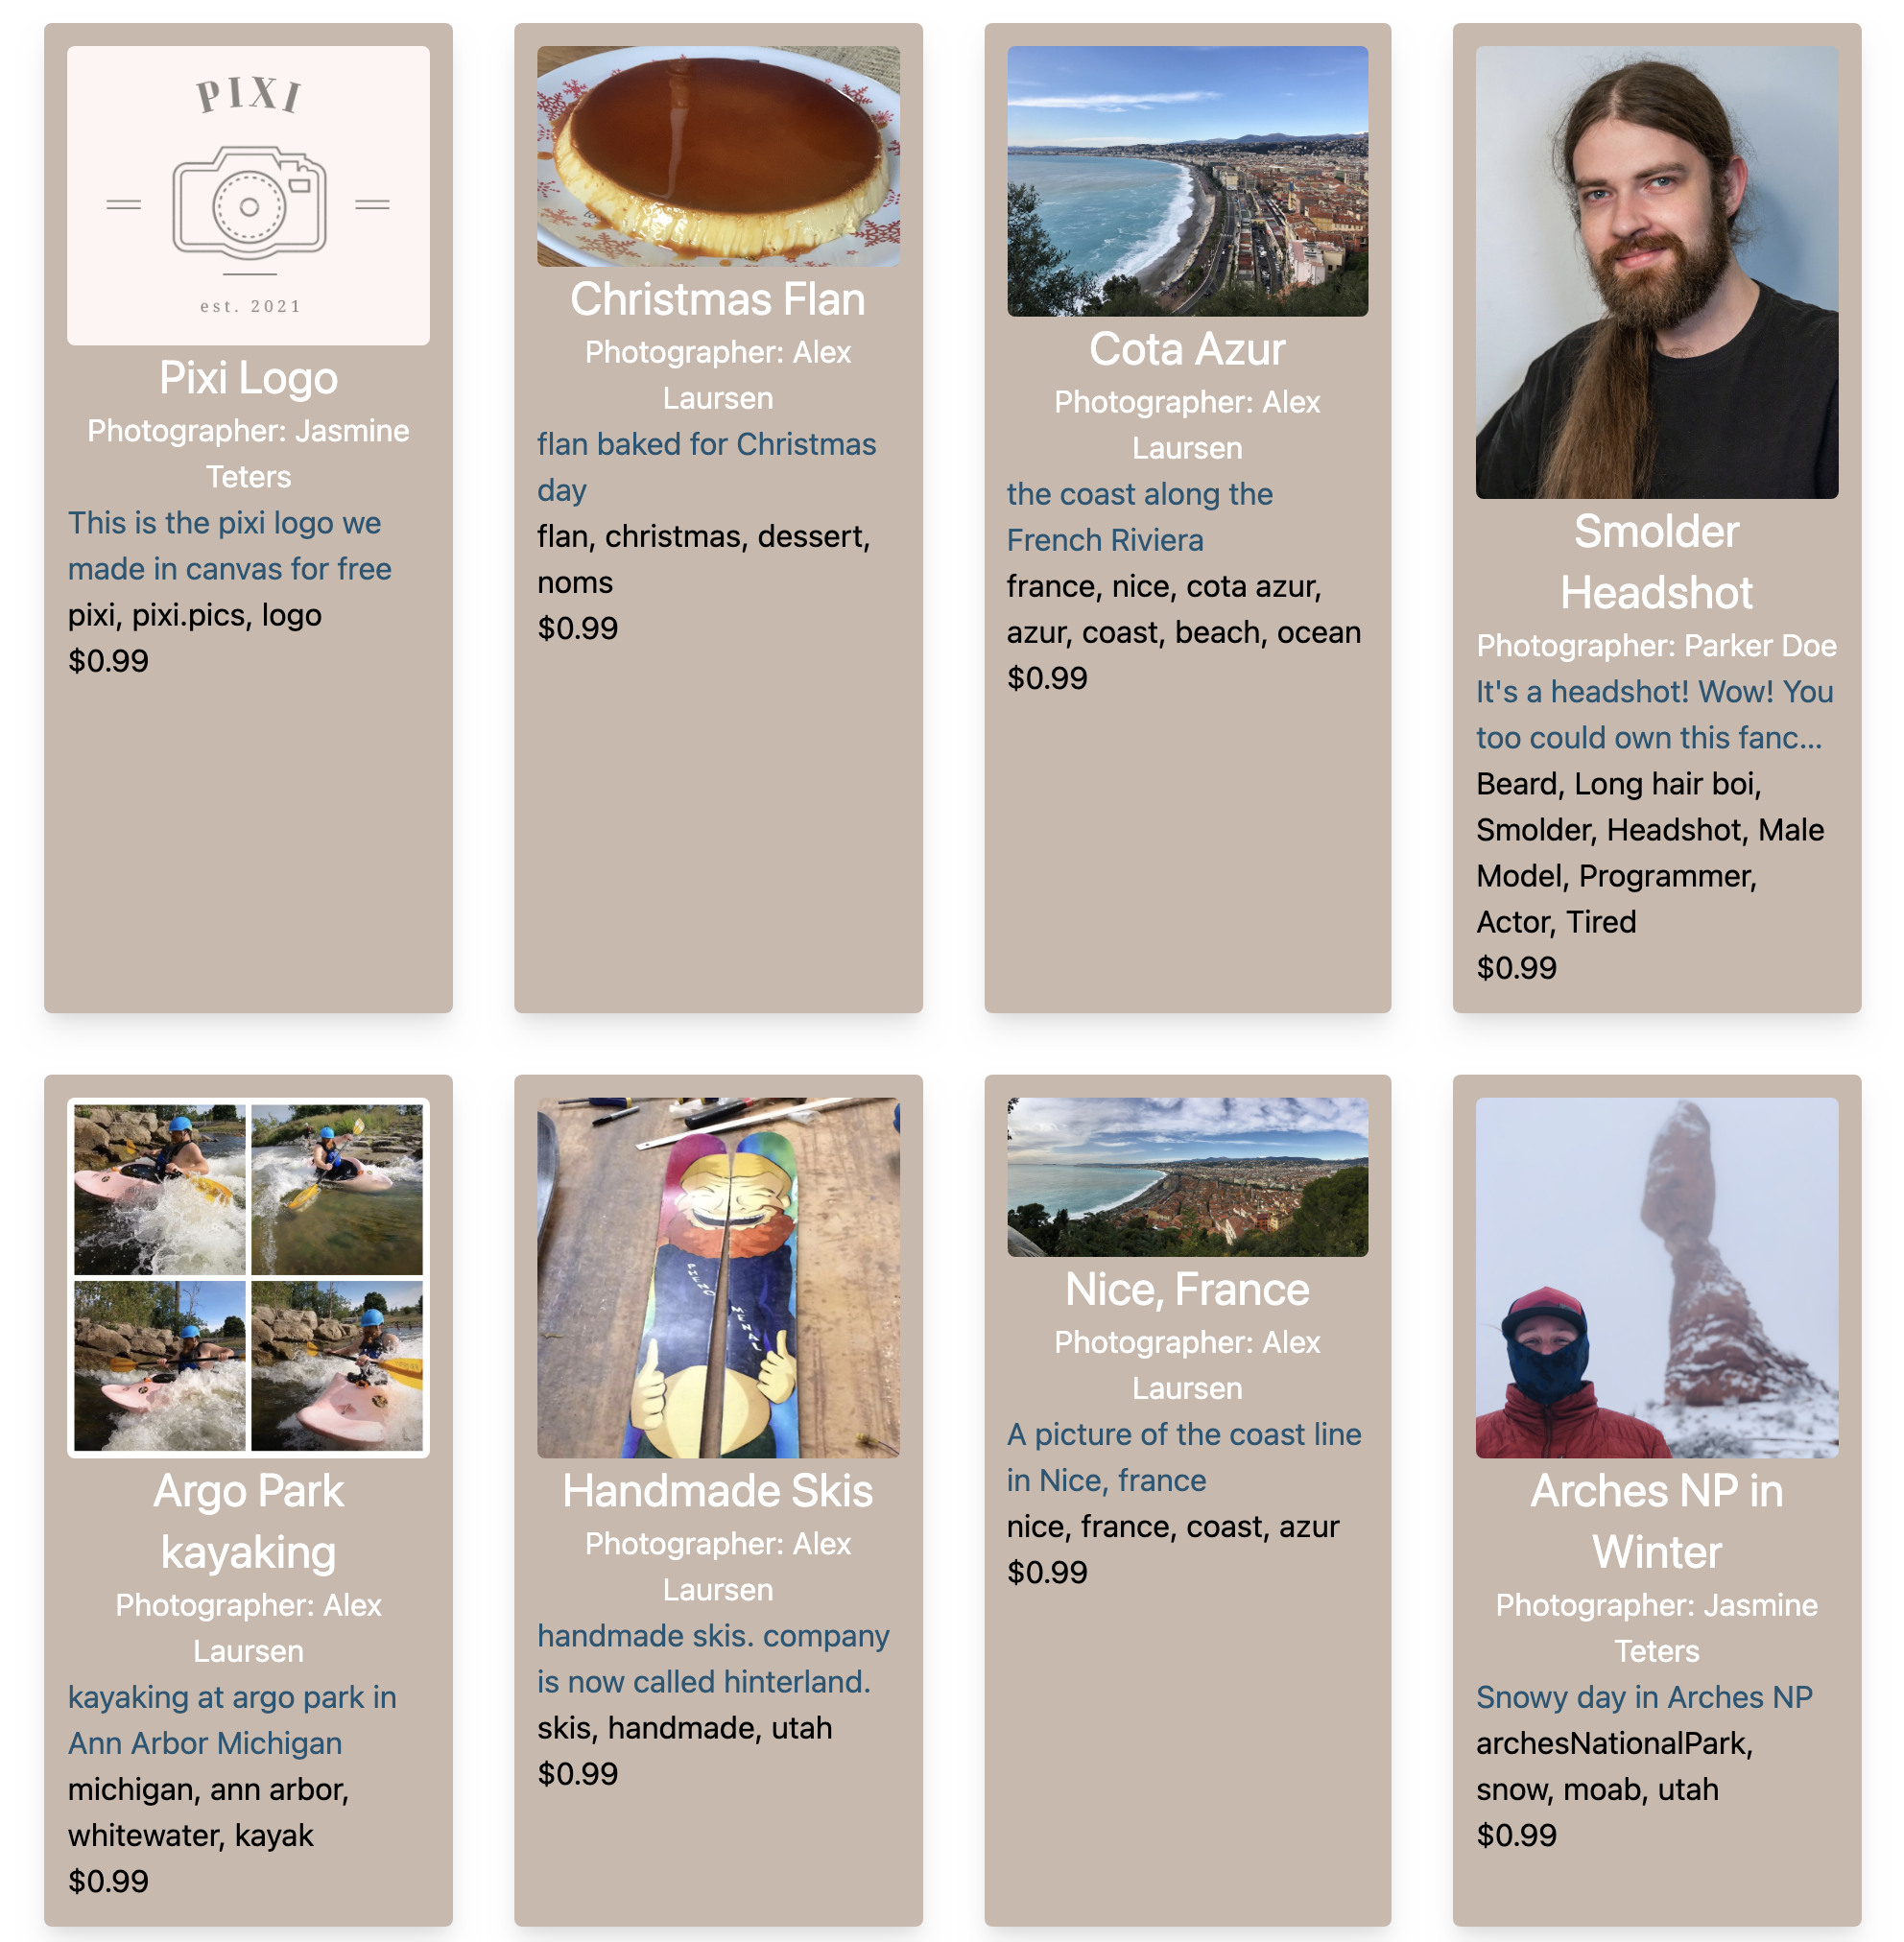 PIXI
est. 2021
Pixi Logo
Photographer: Jasmine
Teters
This is the pixi logo we
made in canvas for free
pixi, pixi.pics, logo
$0.99
Christmas Flan
Photographer: Alex
Laursen
flan baked for Christmas
day
flan, christmas, dessert,
noms
$0.99
Cota Azur
Photographer: Alex
Laursen
the coast along the
French Riviera
france, nice, cota azur,
azur, coast, beach, ocean
$0.99
Smolder
Headshot
Photographer: Parker Doe
It's a headshot! Wow! You
too could own this fanc...
Beard, Long hair boi,
Smolder, Headshot, Male
Model, Programmer,
Actor, Tired
$0.99
Argo Park
kayaking
Photographer: Alex
Laursen
kayaking at argo park in
Ann Arbor Michigan
michigan, ann arbor,
whitewater, kayak
$0.99
PHENO
MENAL
Handmade Skis
Photographer: Alex
Laursen
handmade skis. company
is now called hinterland.
skis, handmade, utah
$0.99
Nice, France
Photographer: Alex
Laursen
A picture of the coast line
in Nice, france
nice, france, coast, azur
$0.99
Arches NP in
Winter
Photographer: Jasmine
Teters
Snowy day in Arches NP
archesNationalPark,
snow, moab, utah
$0.99